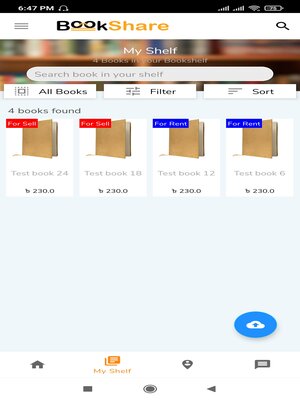 6:47 PM
75
BookShare
My Shelf
4 Books in your Bookshelf
Search book in your shelf
All Books
Filter
Sort
4 books found
For Sell
For Sell
For Rent
For Rent
Test book 24
Test book 18
Test book 12
Test book 6
৳ 230.0
৳ 230.0
৳ 230.0
৳ 230.0
My Shelf